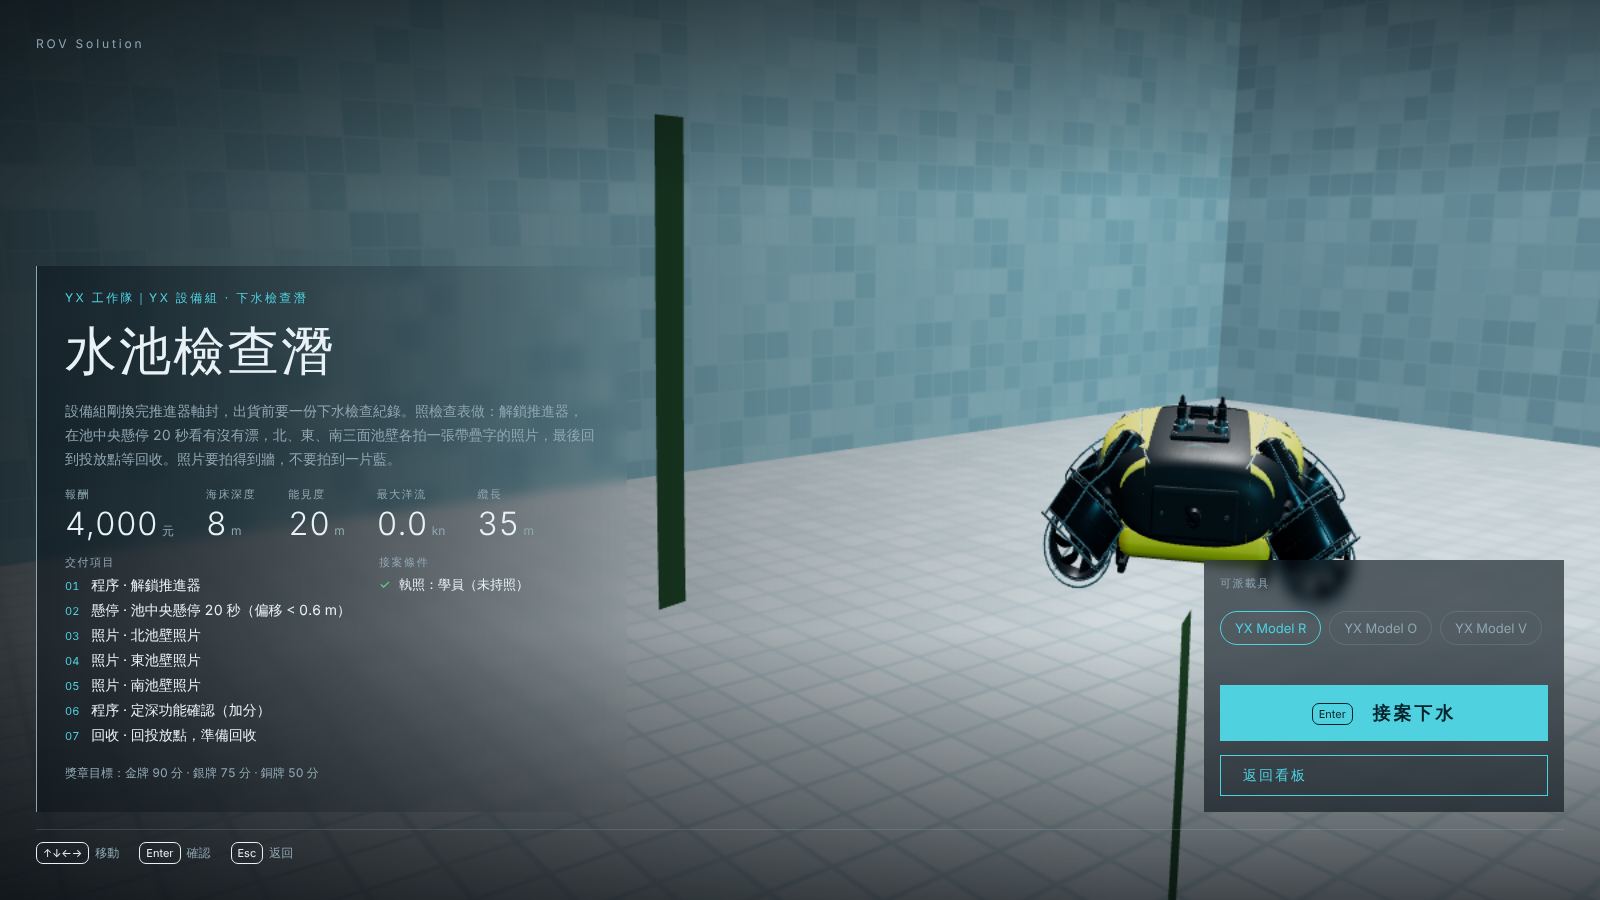 ROV Solution
YX 工作隊｜YX 設備組 · 下水檢查潛
水池檢查潛
設備組剛換完推進器軸封，出貨前要一份下水檢查紀錄。照檢查表做：解鎖推進器，
在池中央懸停 20 秒看有沒有漂，北、東、南三面池壁各拍一張帶疊字的照片，最後回
到投放點等回收。照片要拍得到牆，不要拍到一片藍。
報酬 海床深度 能見度 最大洋流 纜長
4,000 元 8 m 20 m 0.0 kn 35 m
交付項目
01 程序 · 解鎖推進器
02 懸停 · 池中央懸停 20 秒（偏移 < 0.6 m）
03 照片 · 北池壁照片
04 照片 · 東池壁照片
05 照片 · 南池壁照片
06 程序 · 定深功能確認（加分）
07 回收 · 回投放點，準備回收
接案條件
✓ 執照：學員（未持照）
獎章目標：金牌 90 分 · 銀牌 75 分 · 銅牌 50 分
可派載具
YX Model R YX Model O YX Model V
Enter 接案下水
返回看板
↑↓←→ 移動 Enter 確認 Esc 返回